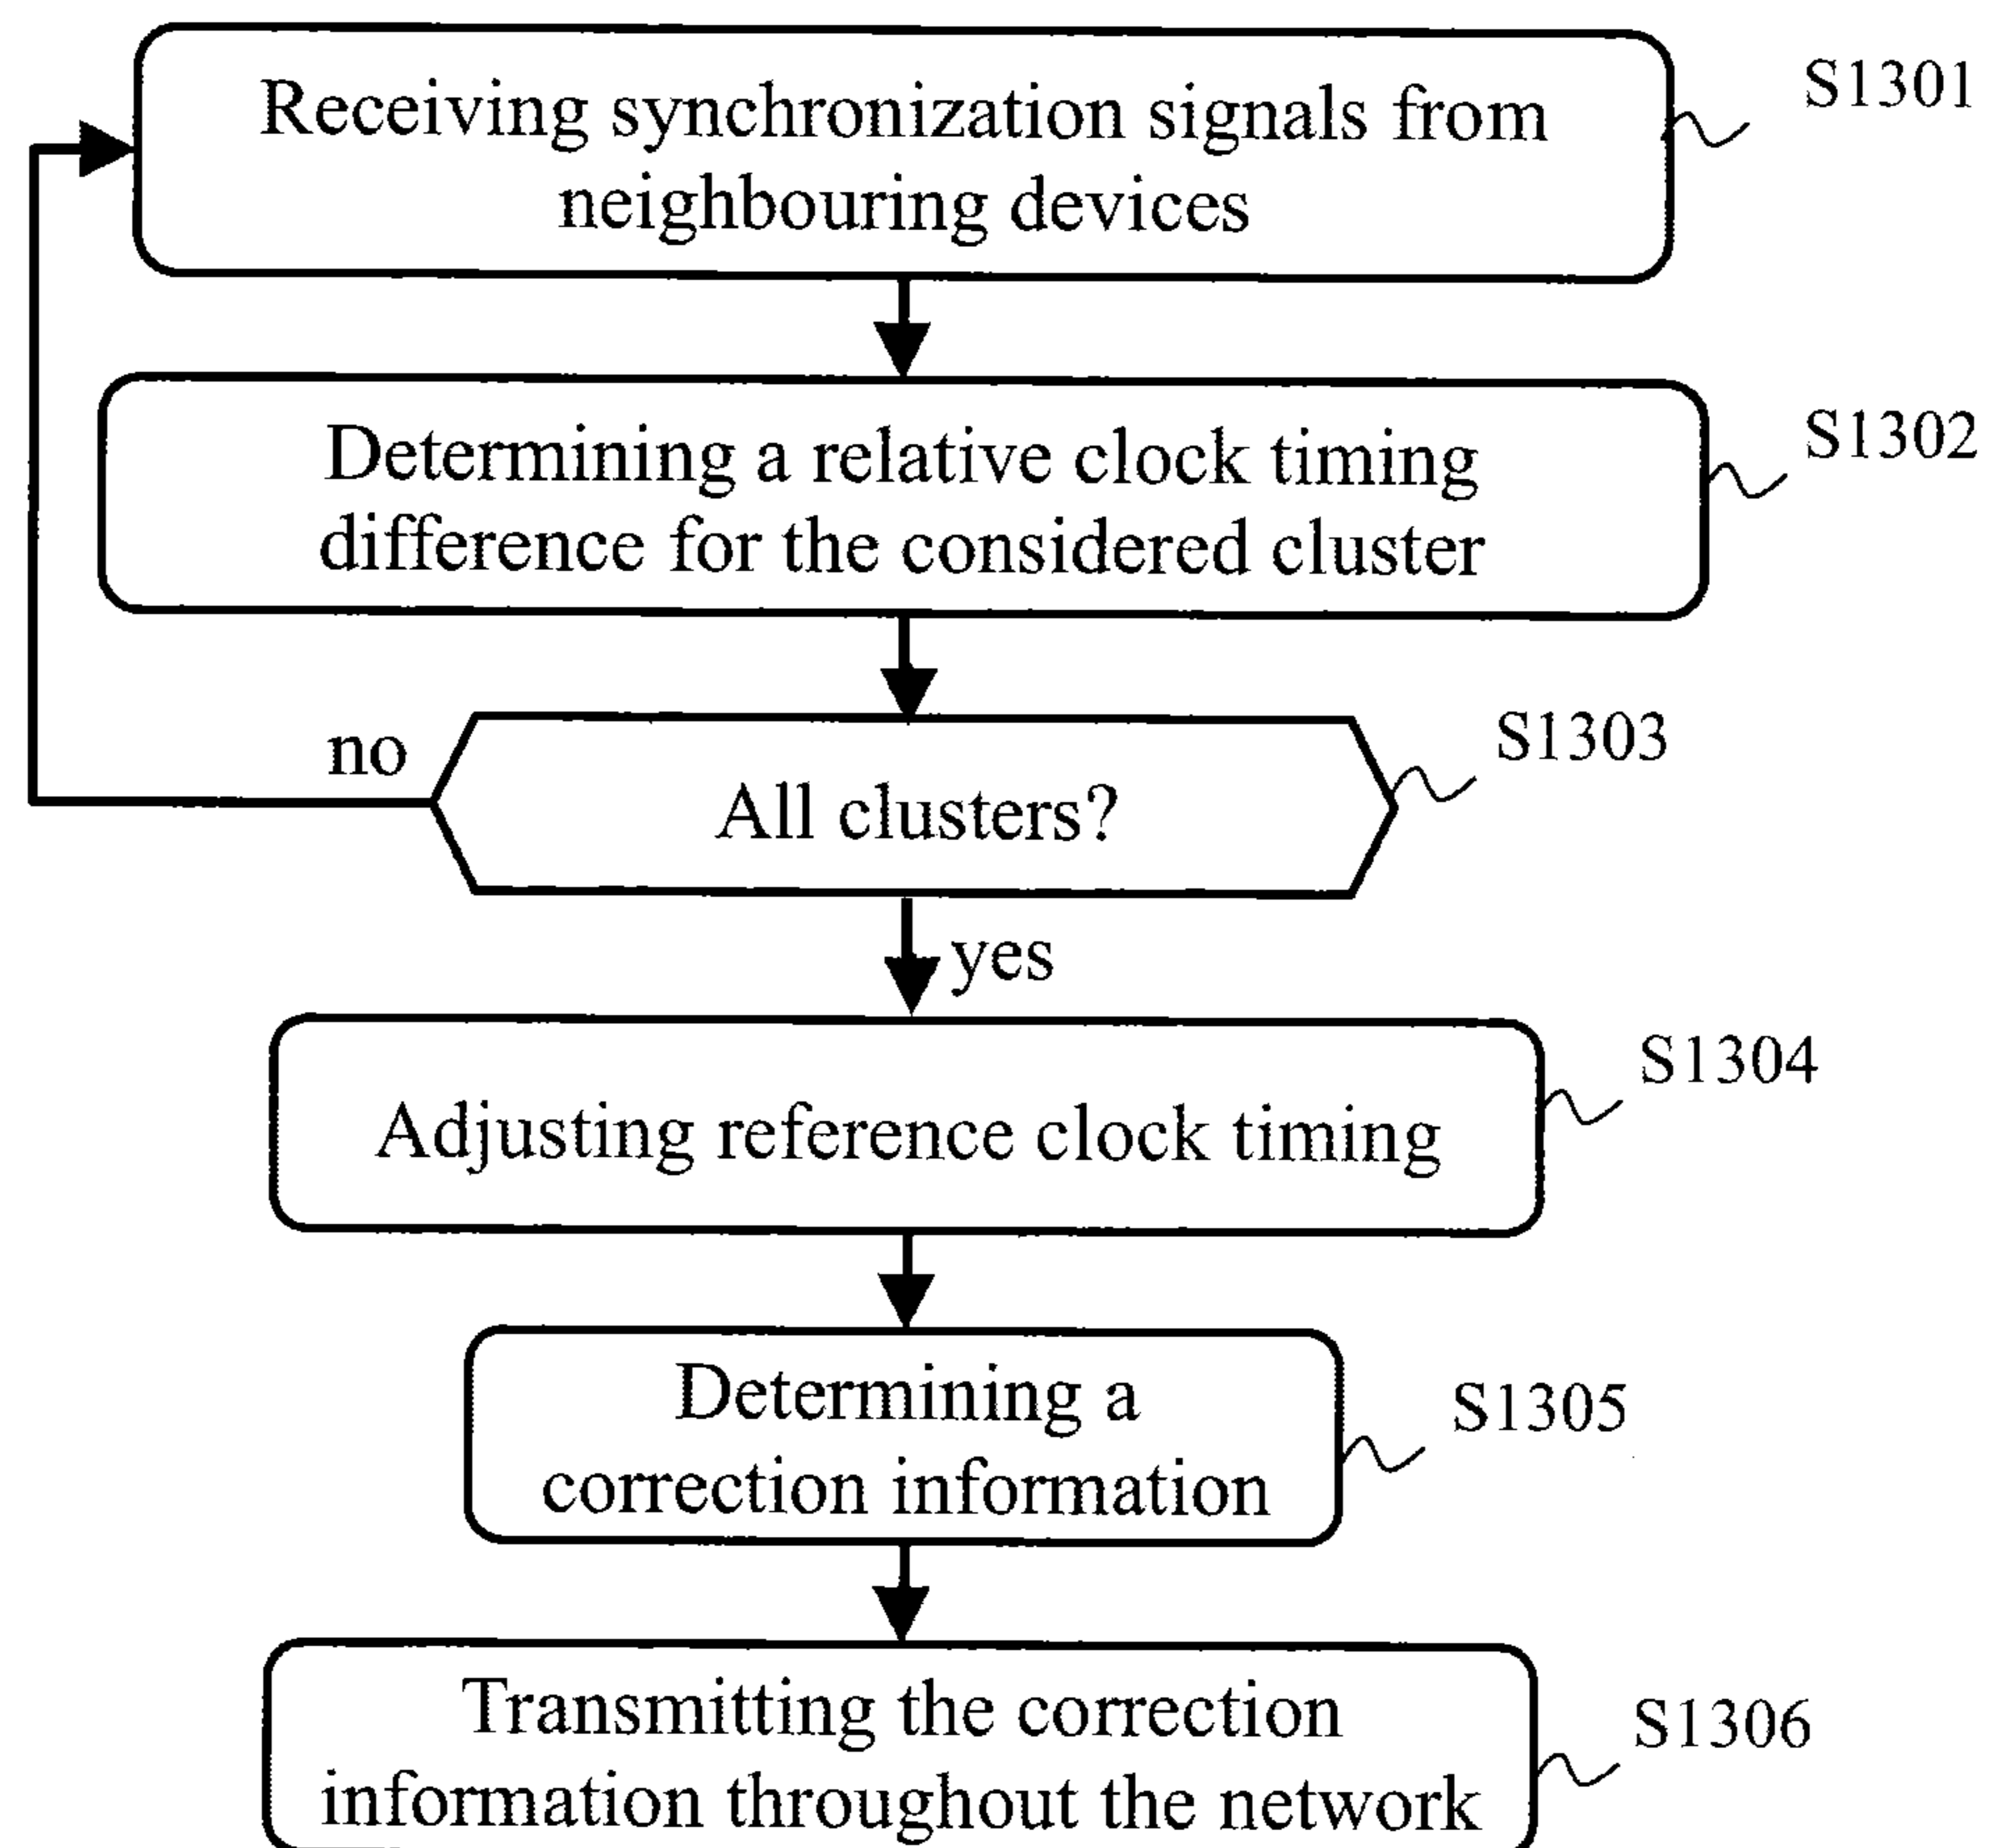 Receiving synchronization signals from
neighbouring devices
S1301
Determining a relative clock timing
difference for the considered cluster
S1302
no
All clusters?
S1303
yes
Adjusting reference clock timing
S1304
Determining a
correction information
S1305
Transmitting the correction
information throughout the network
S1306